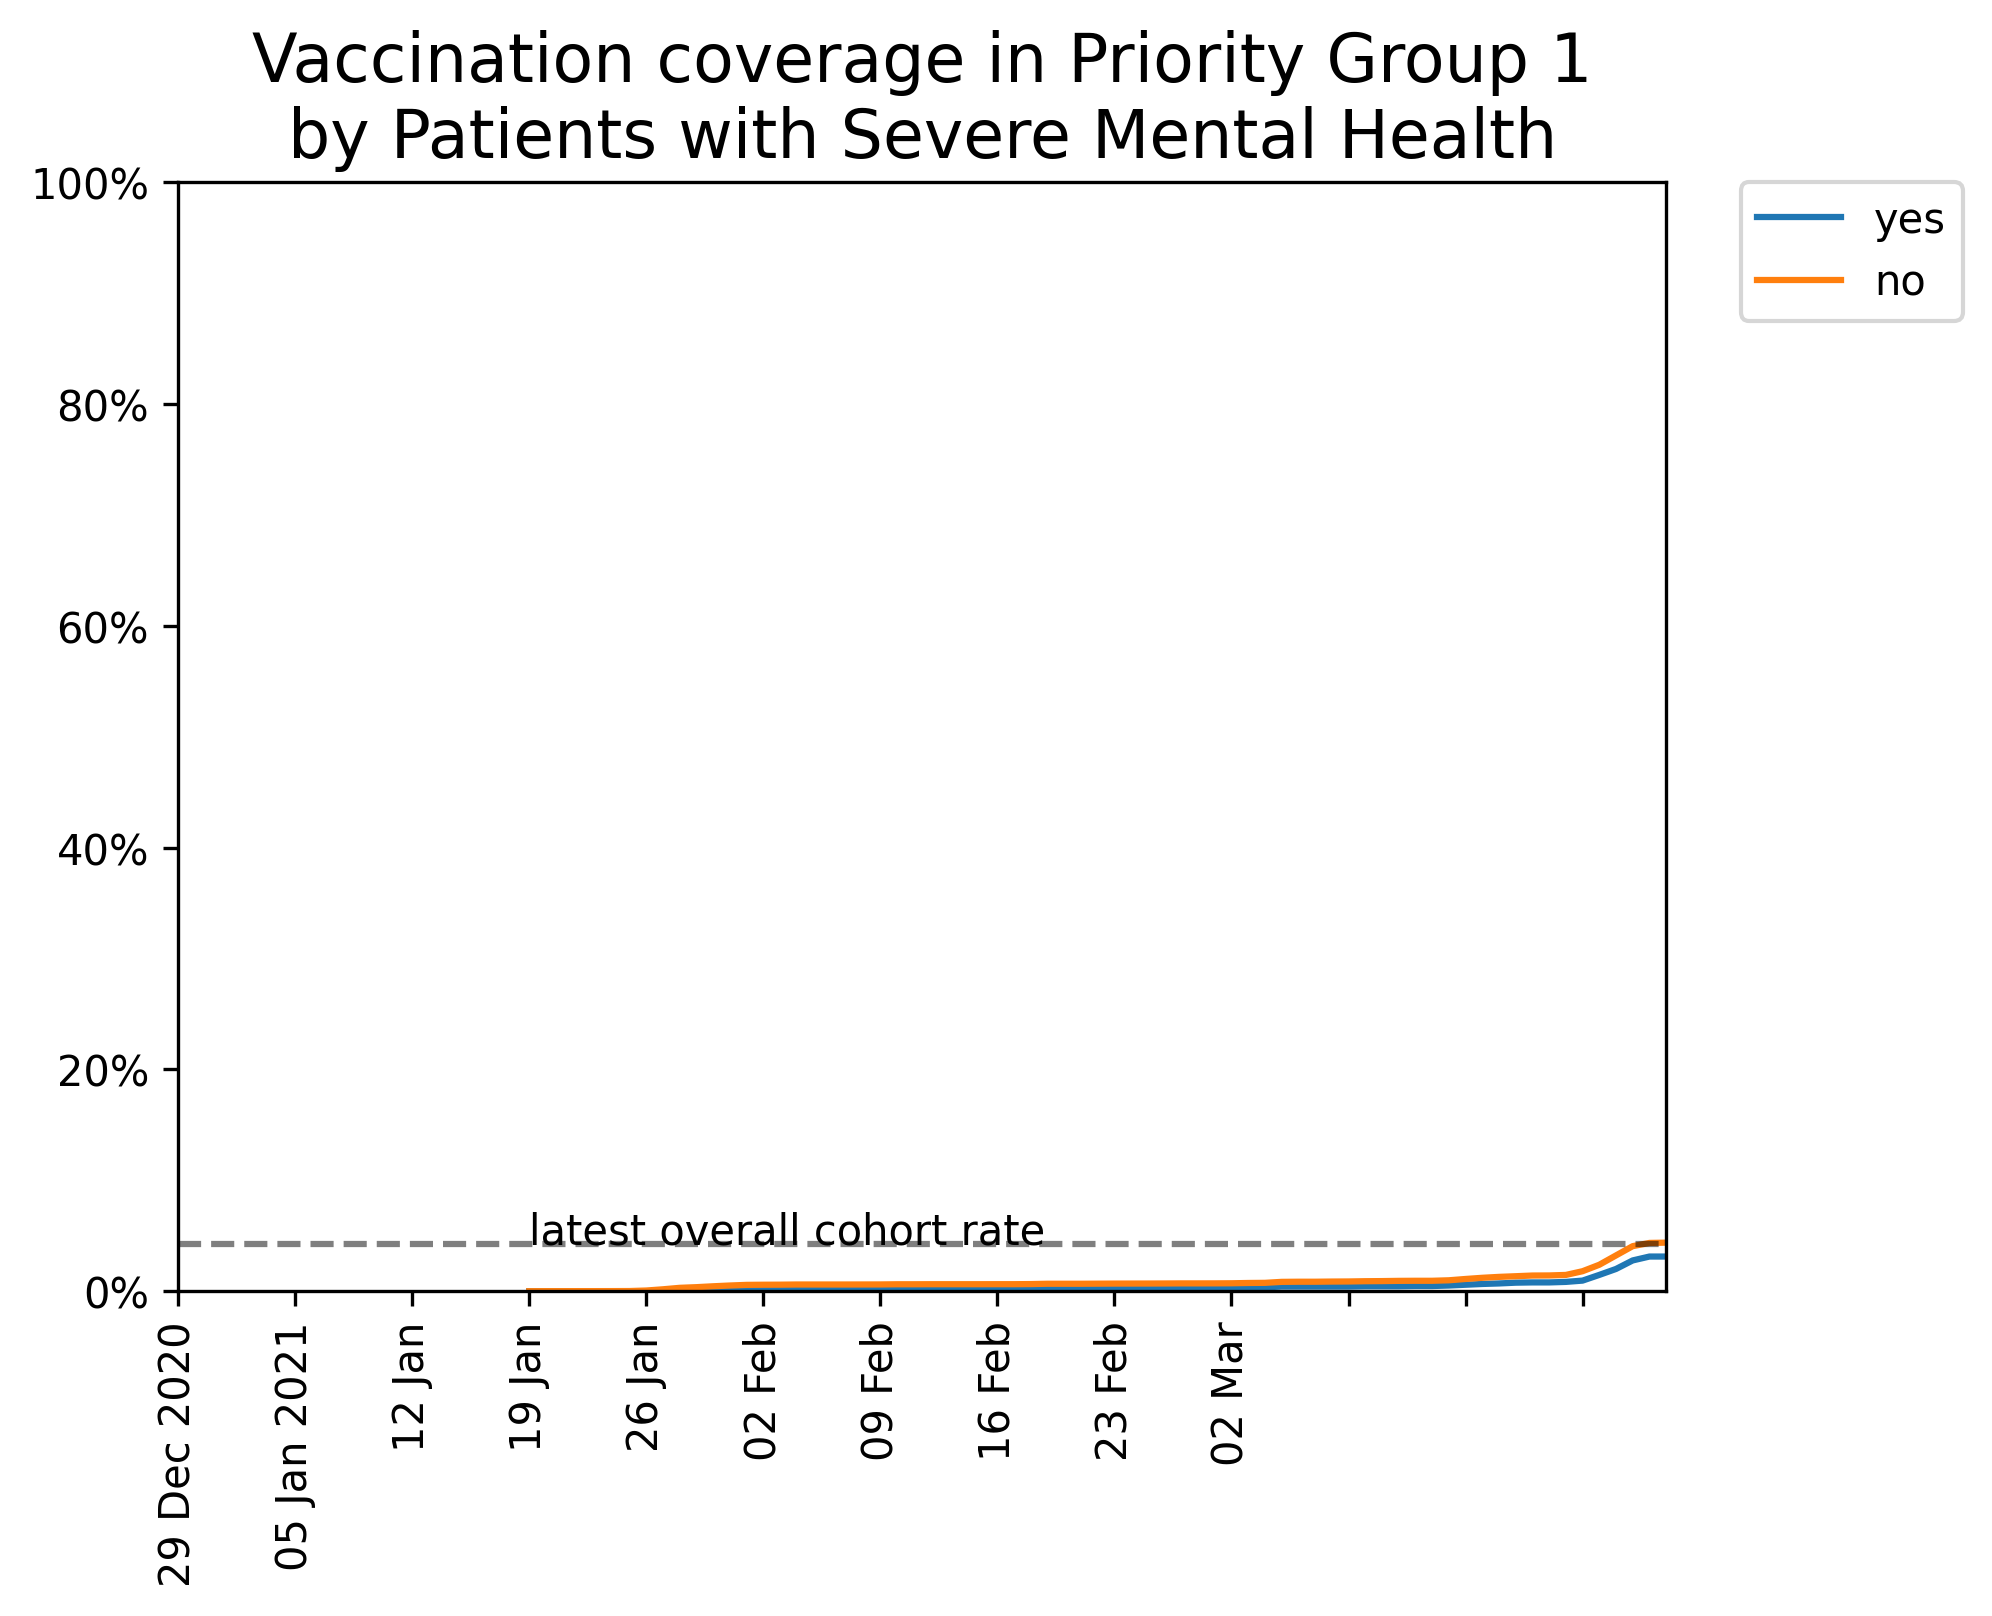 Vaccination coverage in Priority Group 1
by Patients with Severe Mental Health
100%
80%
60%
40%
20%
0%
latest overall cohort rate
29 Dec 2020
05 Jan 2021
12 Jan
19 Jan
26 Jan
02 Feb
09 Feb
16 Feb
23 Feb
02 Mar
yes
no